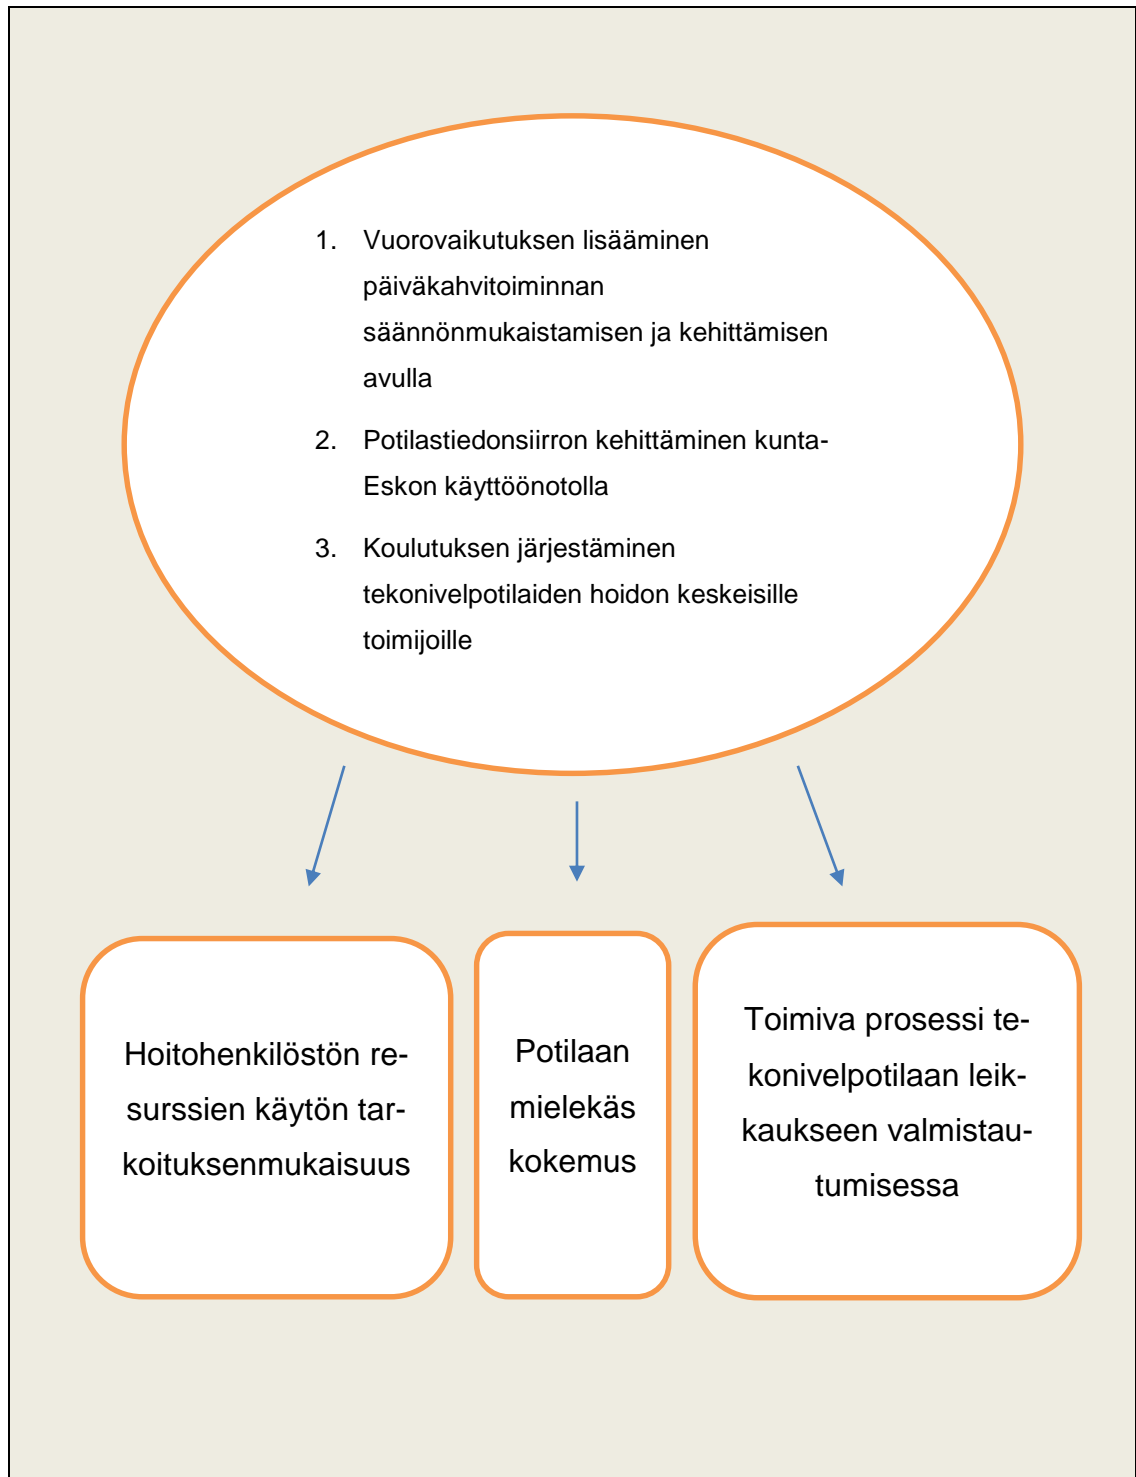 1. Vuorovaikutuksen lisääminen
päiväkahvitoiminnan
säännönmukaistamisen ja kehittämisen
avulla
2. Potilastiedonsiirron kehittäminen kunta-
Eskon käyttöönotolla
3. Koulutuksen järjestäminen
tekonivelpotilaiden hoidon keskeisille
toimijoille
Hoitohenkilöstön re-
surssien käytön tar-
koituksenmukaisuus
Potilaan
mielekäs
kokemus
Toimiva prosessi te-
konivelpotilaan leik-
kaukseen valmistau-
tumisessa